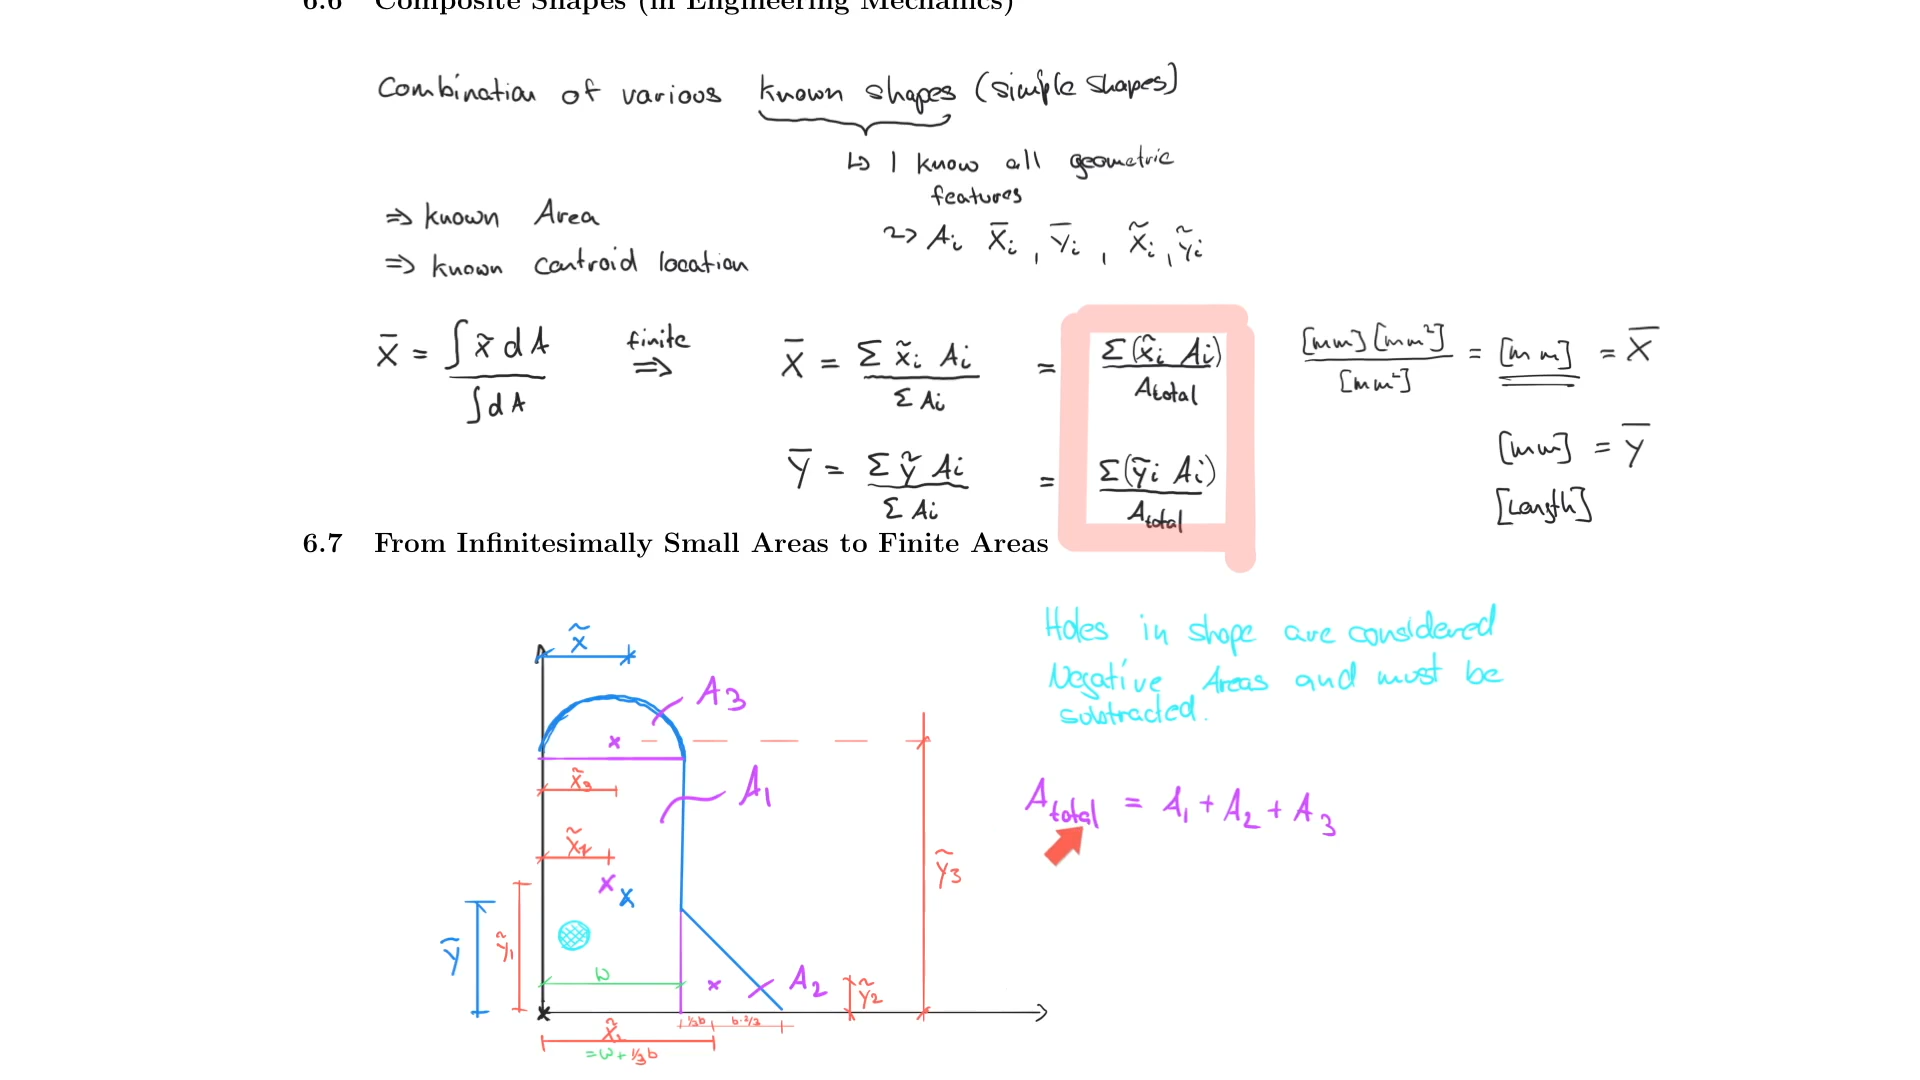 6.6 Composite Shapes (in Engineering Mechanics)
Combination of various known shapes (simple shapes)
↳ I know all geometric
features
⇒ known Area
~> Ai X̄i, Ȳi, x̃i, ỹi
⇒ known centroid location
X̄ = ∫x̃ dA / ∫dA finite ⇒ X̄ = Σ x̃i Ai / Σ Ai = Σ(x̃i Ai) / Atotal [mm][mm²] / [mm²] = [mm] = X̄
Ȳ = Σ ỹ Ai / Σ Ai = Σ(ỹi Ai) / Atotal [mm] = Ȳ
[Length]
6.7 From Infinitesimally Small Areas to Finite Areas
Holes in shape are considered
Negative Areas and must be
subtracted.
x̃
A3
A1
x̃3
Atotal = A1 + A2 + A3
ỹ3
ȳ
ỹ1
w
A2
ỹ2
1/3b b·2/3
= w + 1/3b